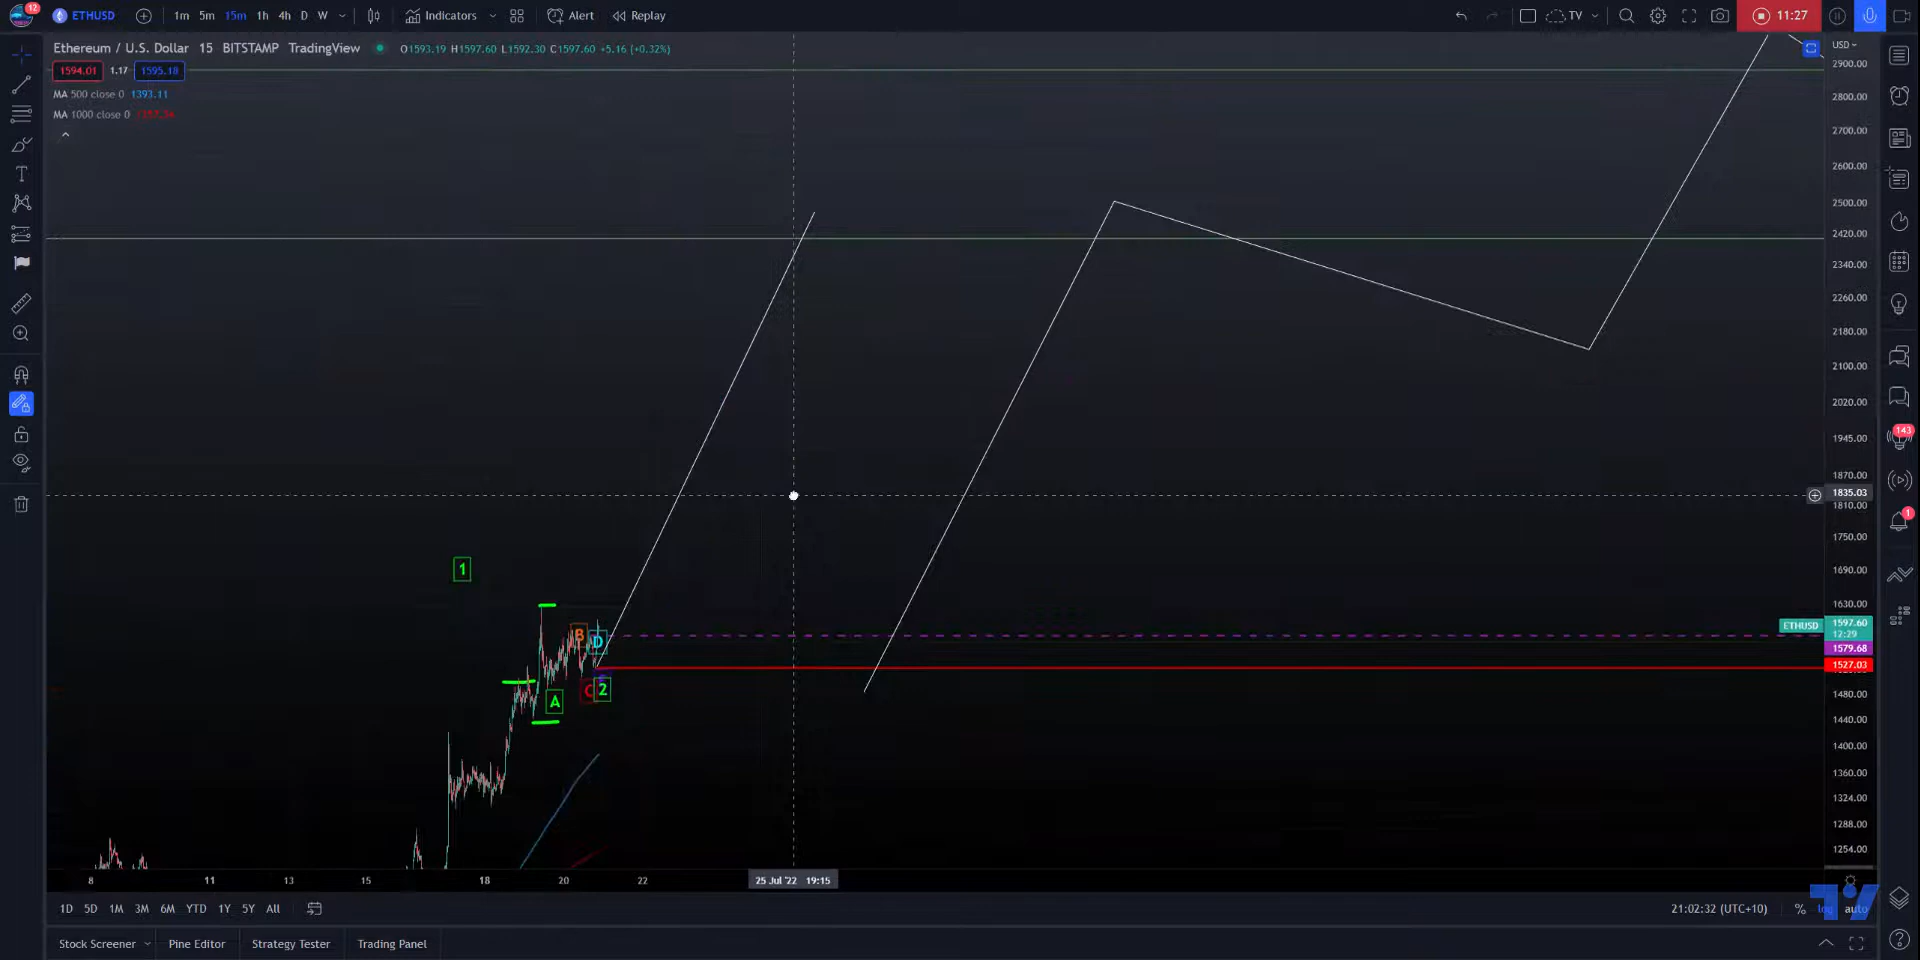 12 ETHUSD 1m 5m 15m 1h 4h D W Indicators Alert Replay TV 11:27
Ethereum / U.S. Dollar 15 BITSTAMP TradingView O1593.19 H1597.60 L1592.30 C1597.60 +5.16 (+0.32%)
1594.01 1.17 1595.18
MA 500 close 0 1393.11
MA 1000 close 0
USD
2900.00
2800.00
2700.00
2600.00
2500.00
2420.00
2340.00
2260.00
2180.00
2100.00
2020.00
1945.00
1870.00
1835.03
1810.00
1750.00
1690.00
1630.00
ETHUSD 1597.60
12:29
1579.68
1527.03
1480.00
1440.00
1400.00
1360.00
1324.00
1288.00
1254.00
143
1
1
B
D
C
2
A
8 11 13 15 18 20 22 25 Jul '22 19:15
1D 5D 1M 3M 6M YTD 1Y 5Y All 21:02:32 (UTC+10) % log auto
Stock Screener Pine Editor Strategy Tester Trading Panel